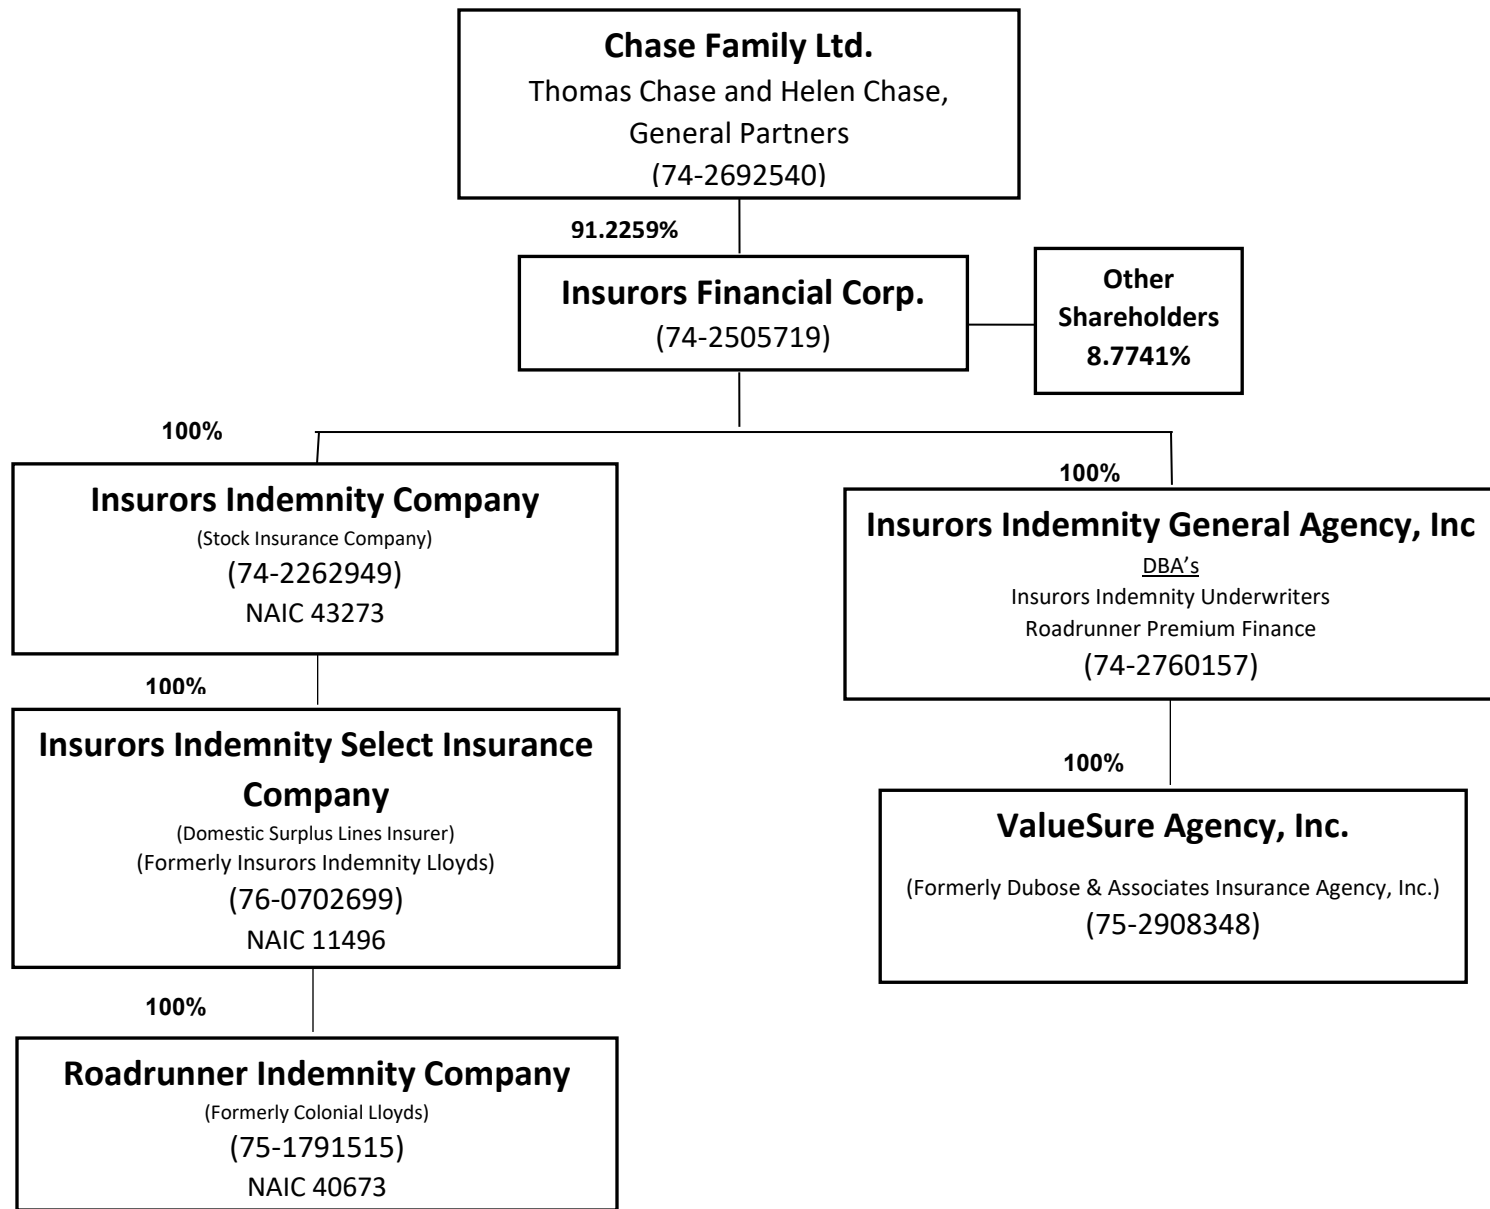 Chase Family Ltd.
Thomas Chase and Helen Chase,
General Partners
(74-2692540)
91.2259%
Insurors Financial Corp.
(74-2505719)
Other
Shareholders
8.7741%
100%
Insurors Indemnity Company
(Stock Insurance Company)
(74-2262949)
NAIC 43273
100%
Insurors Indemnity General Agency, Inc
DBA's
Insurors Indemnity Underwriters
Roadrunner Premium Finance
(74-2760157)
100%
Insurors Indemnity Select Insurance
Company
(Domestic Surplus Lines Insurer)
(Formerly Insurors Indemnity Lloyds)
(76-0702699)
NAIC 11496
100%
ValueSure Agency, Inc.
(Formerly Dubose & Associates Insurance Agency, Inc.)
(75-2908348)
100%
Roadrunner Indemnity Company
(Formerly Colonial Lloyds)
(75-1791515)
NAIC 40673